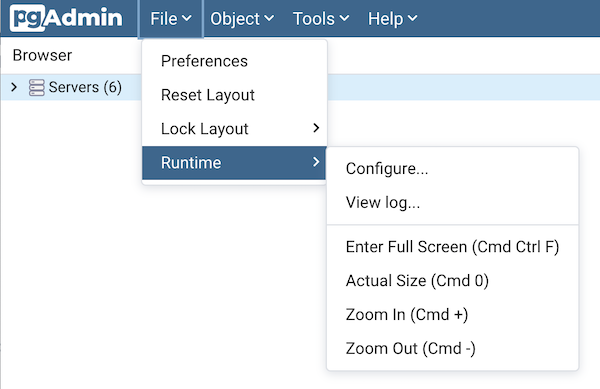 pgAdmin File Object Tools Help
Browser
Servers (6)
Preferences
Reset Layout
Lock Layout
Runtime
Configure...
View log...
Enter Full Screen (Cmd Ctrl F)
Actual Size (Cmd 0)
Zoom In (Cmd +)
Zoom Out (Cmd -)